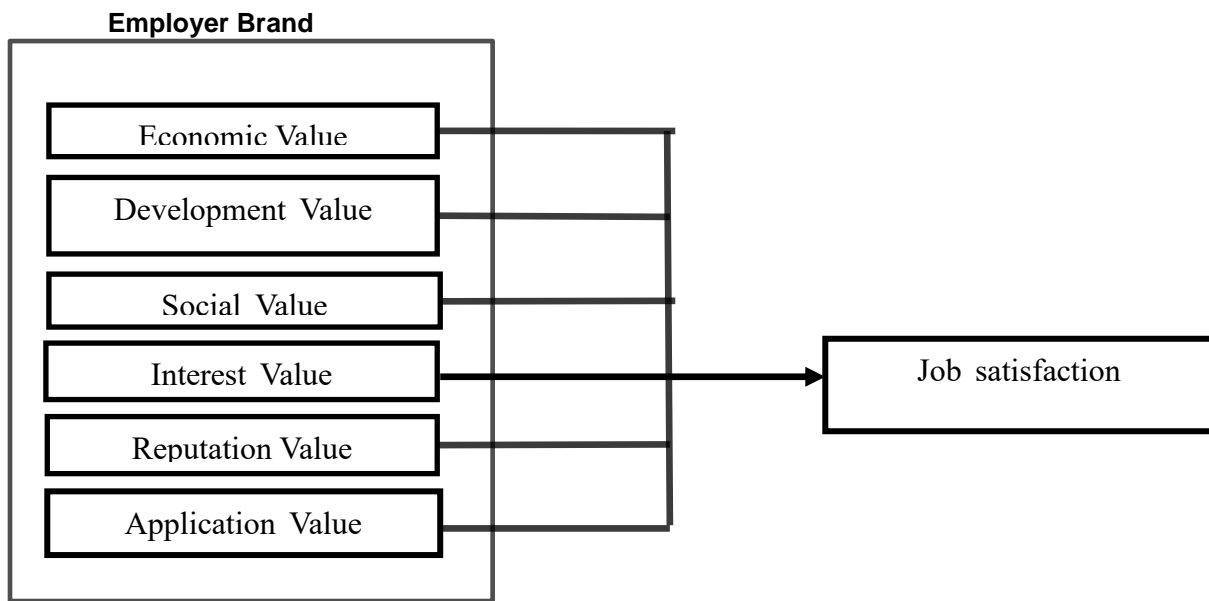 Employer Brand
Economic Value
Development Value
Social Value
Interest Value
Job satisfaction
Reputation Value
Application Value